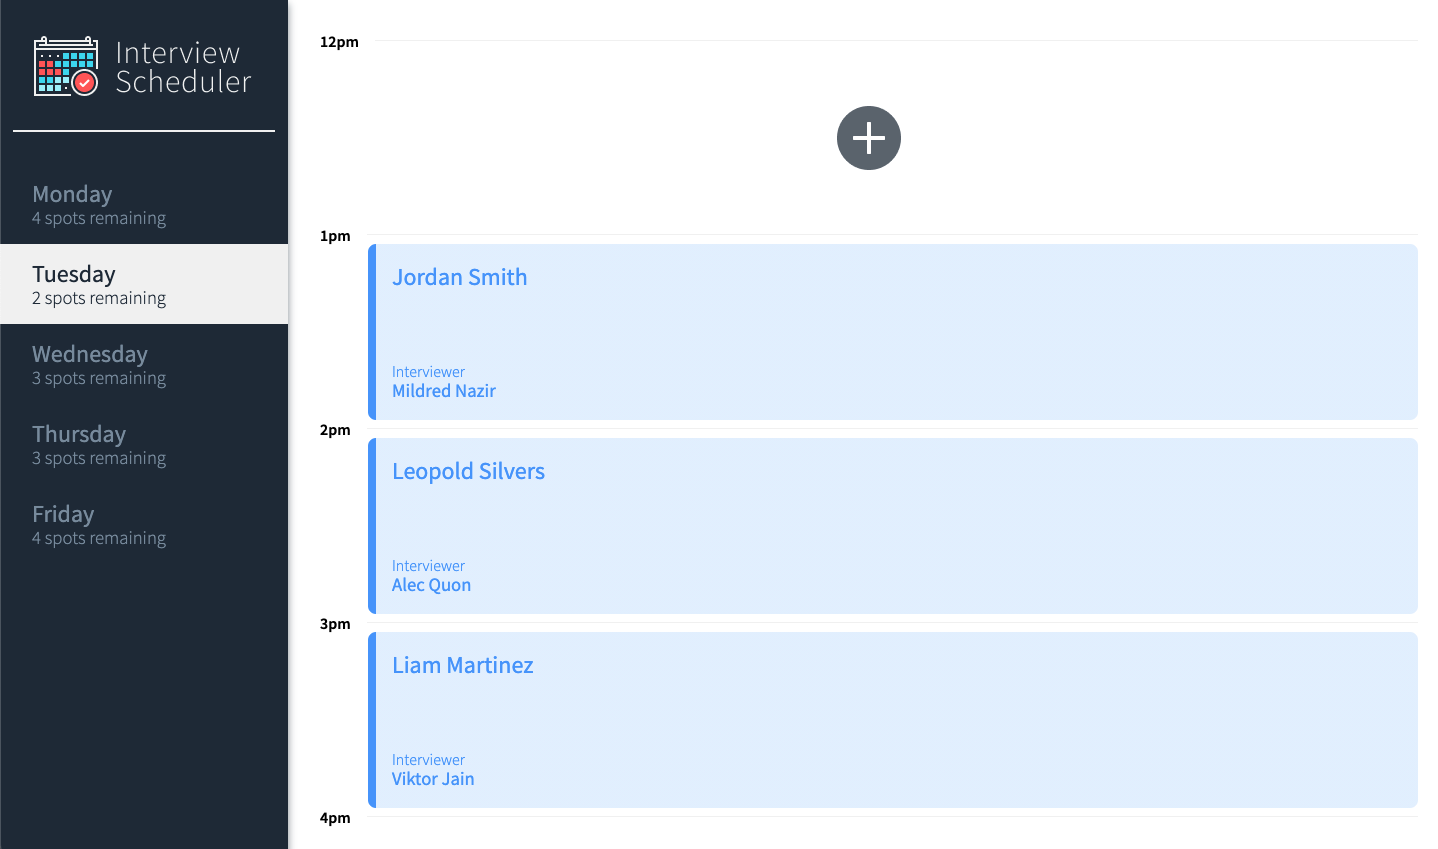 Interview
Scheduler
Monday
4 spots remaining
Tuesday
2 spots remaining
Wednesday
3 spots remaining
Thursday
3 spots remaining
Friday
4 spots remaining
12pm
1pm
Jordan Smith
Interviewer
Mildred Nazir
2pm
Leopold Silvers
Interviewer
Alec Quon
3pm
Liam Martinez
Interviewer
Viktor Jain
4pm